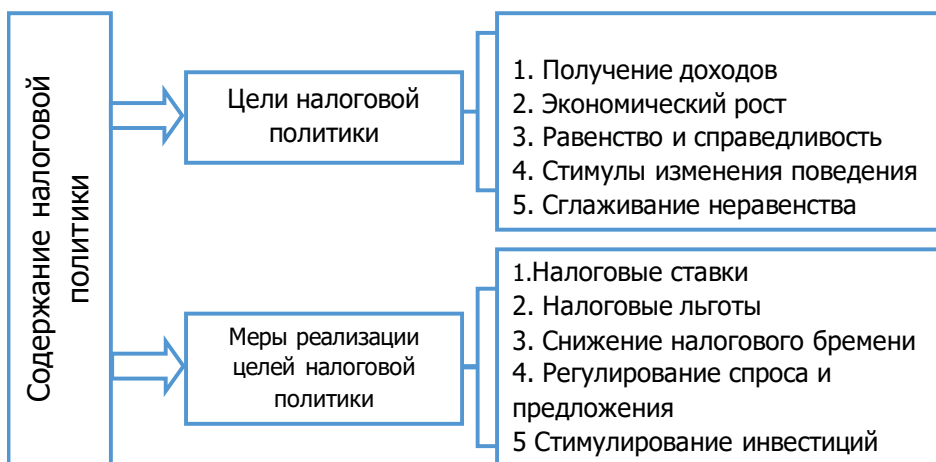 Содержание налоговой
политики
Цели налоговой
политики
1. Получение доходов
2. Экономический рост
3. Равенство и справедливость
4. Стимулы изменения поведения
5. Сглаживание неравенства
Меры реализации
целей налоговой
политики
1.Налоговые ставки
2. Налоговые льготы
3. Снижение налогового бремени
4. Регулирование спроса и
предложения
5 Стимулирование инвестиций